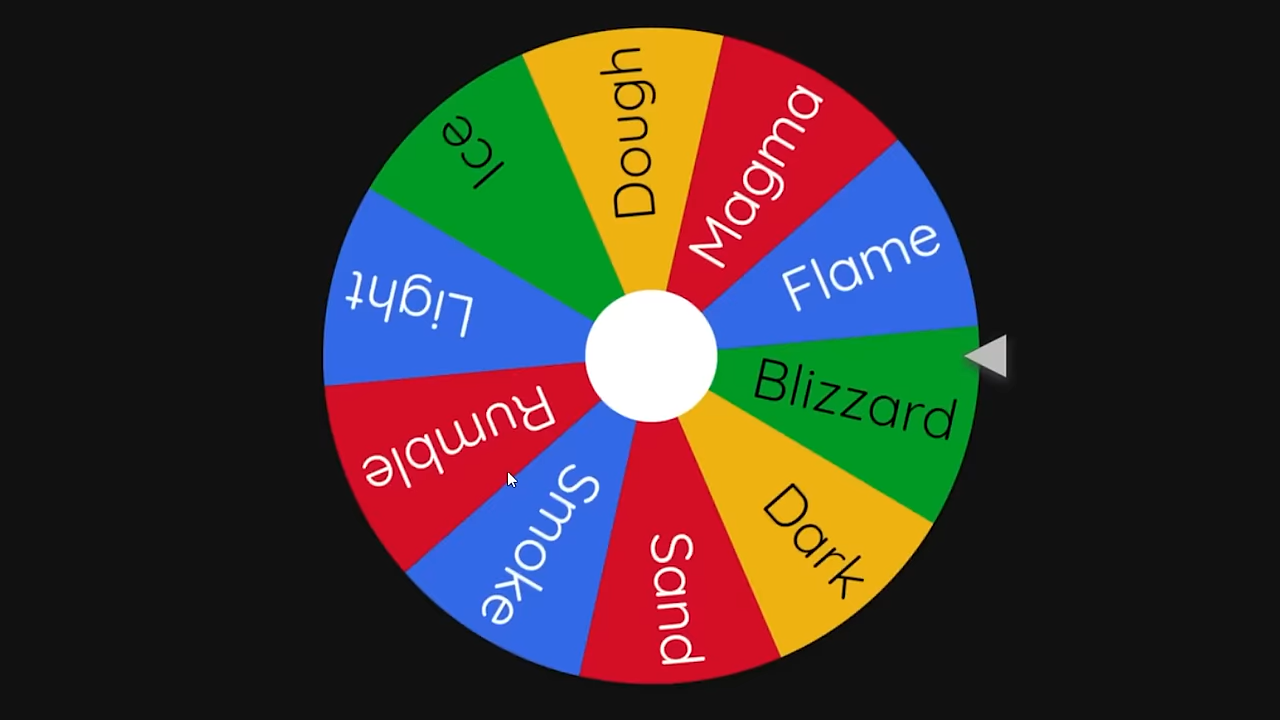 Dough
Magma
Flame
Blizzard
Dark
Sand
Smoke
Rumble
Light
Ice